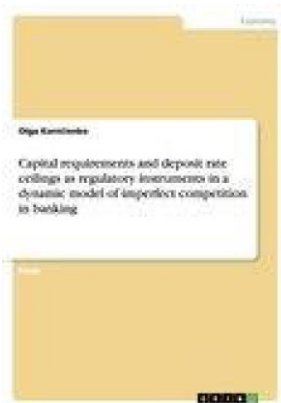 Olga
Capital requirements and deposit rate
ceilings as regulatory instruments in a
dynamic model of imperfect competition
in banking
GRIN